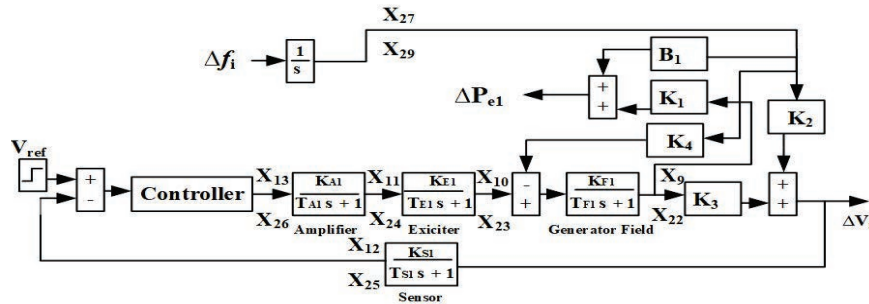 X27
Δfi
1
s
X29
B1
ΔPe1
+
+
K1
K2
K4
Vref
+
-
Controller
X13
X26
KA1
TA1 s + 1
Amplifier
X11
X24
KE1
TE1 s + 1
Exiciter
X10
X23
-
+
KF1
TF1 s + 1
Generator Field
X9
X22
K3
+
+
ΔV
X12
X25
KS1
TS1 s + 1
Sensor